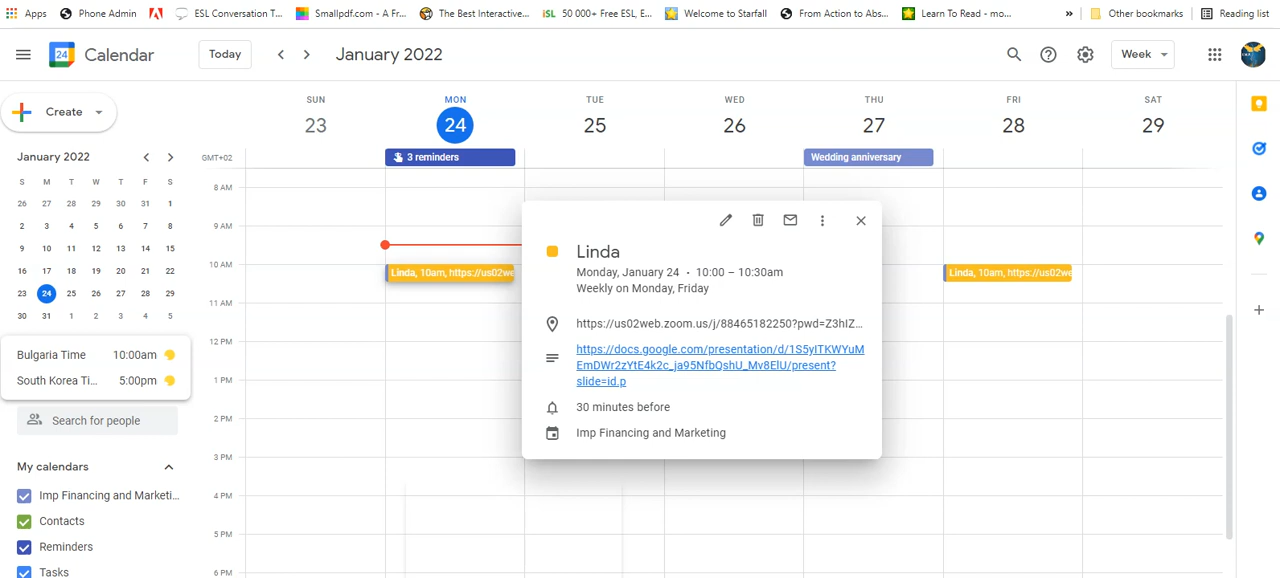 Apps Phone Admin ESL Conversation T... Smallpdf.com - A Fr... The Best Interactive... iSL 50 000+ Free ESL, E... Welcome to Starfall From Action to Abs... Learn To Read - mo... » Other bookmarks Reading list
24 Calendar Today January 2022 Week
Create
January 2022
S M T W T F S
26 27 28 29 30 31 1
2 3 4 5 6 7 8
9 10 11 12 13 14 15
16 17 18 19 20 21 22
23 24 25 26 27 28 29
30 31 1 2 3 4 5
Bulgaria Time 10:00am
South Korea Ti... 5:00pm
Search for people
My calendars
Imp Financing and Marketi...
Contacts
Reminders
Tasks
SUN MON TUE WED THU FRI SAT
23 24 25 26 27 28 29
GMT+02 3 reminders Wedding anniversary
8 AM
9 AM
10 AM
11 AM
12 PM
1 PM
2 PM
3 PM
4 PM
5 PM
6 PM
Linda, 10am, https://us02we
Linda, 10am, https://us02we
Linda
Monday, January 24 • 10:00 – 10:30am
Weekly on Monday, Friday
https://us02web.zoom.us/j/88465182250?pwd=Z3hIZ...
https://docs.google.com/presentation/d/1S5yITKWYuM
EmDWr2zYtE4k2c_ja95NfbQshU_Mv8ElU/present?
slide=id.p
30 minutes before
Imp Financing and Marketing